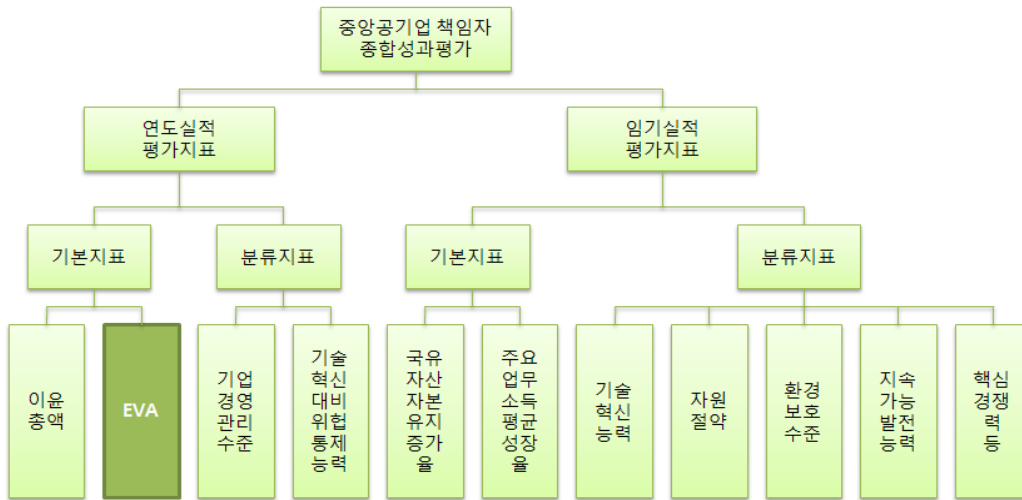 중앙공기업 책임자
종합성과평가
연도실적
평가지표
임기실적
평가지표
기본지표
분류지표
기본지표
분류지표
이윤
총액
EVA
기업
경영
관리
수준
기술
혁신
대비
위험
통제
능력
국유
자산
자본
유지
증가
율
주요
업무
소득
평균
성장
율
기술
혁신
능력
자원
절약
환경
보호
수준
지속
가능
발전
능력
핵심
경쟁
력
등